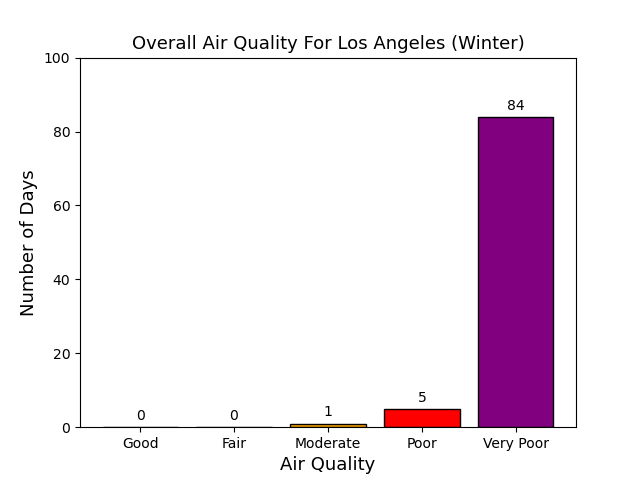 Overall Air Quality For Los Angeles (Winter)
100
80
60
40
20
0
Number of Days
0
0
1
5
84
Good
Fair
Moderate
Poor
Very Poor
Air Quality